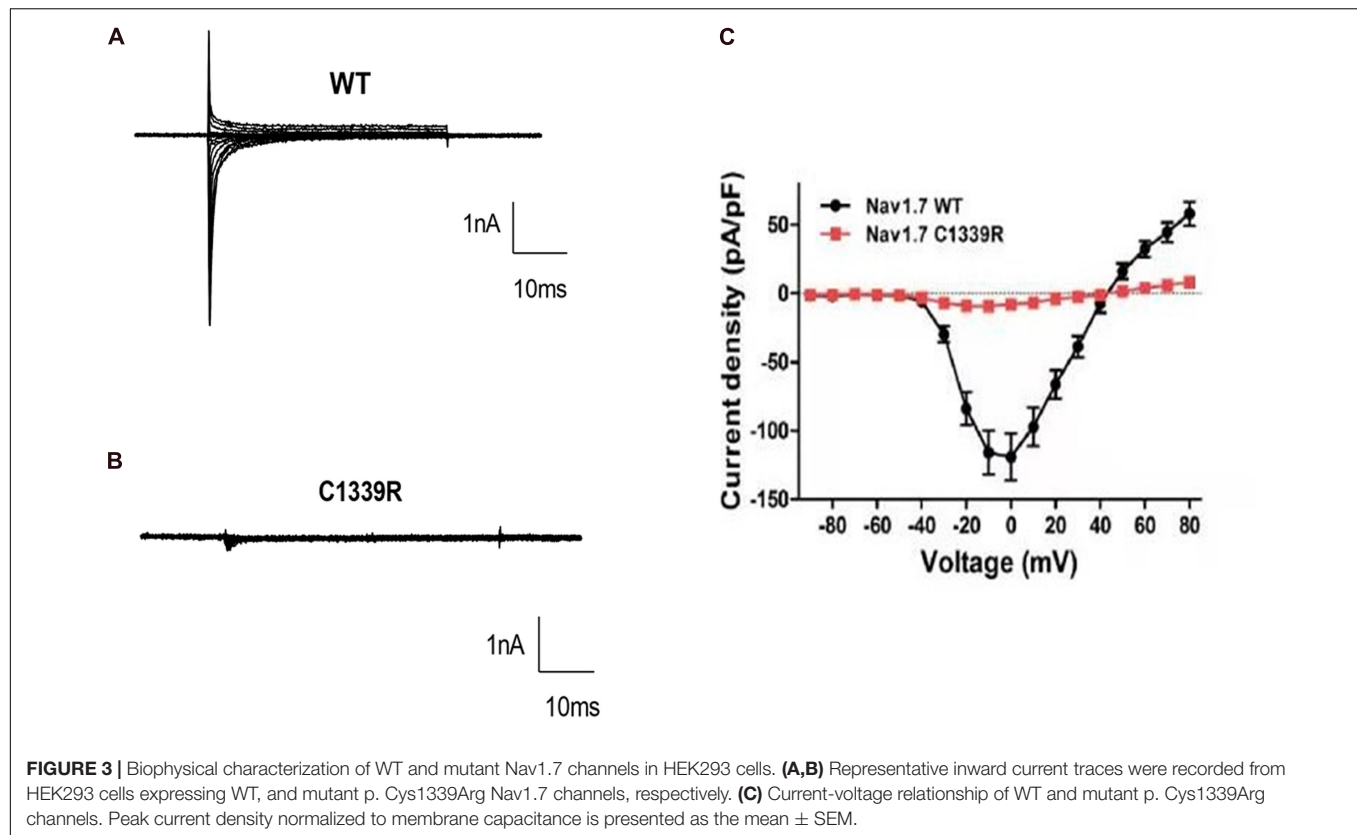 A
WT
1nA
10ms
B
C1339R
1nA
10ms
C
Nav1.7 WT
Nav1.7 C1339R
Current density (pA/pF)
50
0
-50
-100
-150
-80 -60 -40 -20 0 20 40 60 80
Voltage (mV)
FIGURE 3 | Biophysical characterization of WT and mutant Nav1.7 channels in HEK293 cells. (A,B) Representative inward current traces were recorded from
HEK293 cells expressing WT, and mutant p. Cys1339Arg Nav1.7 channels, respectively. (C) Current-voltage relationship of WT and mutant p. Cys1339Arg
channels. Peak current density normalized to membrane capacitance is presented as the mean ± SEM.